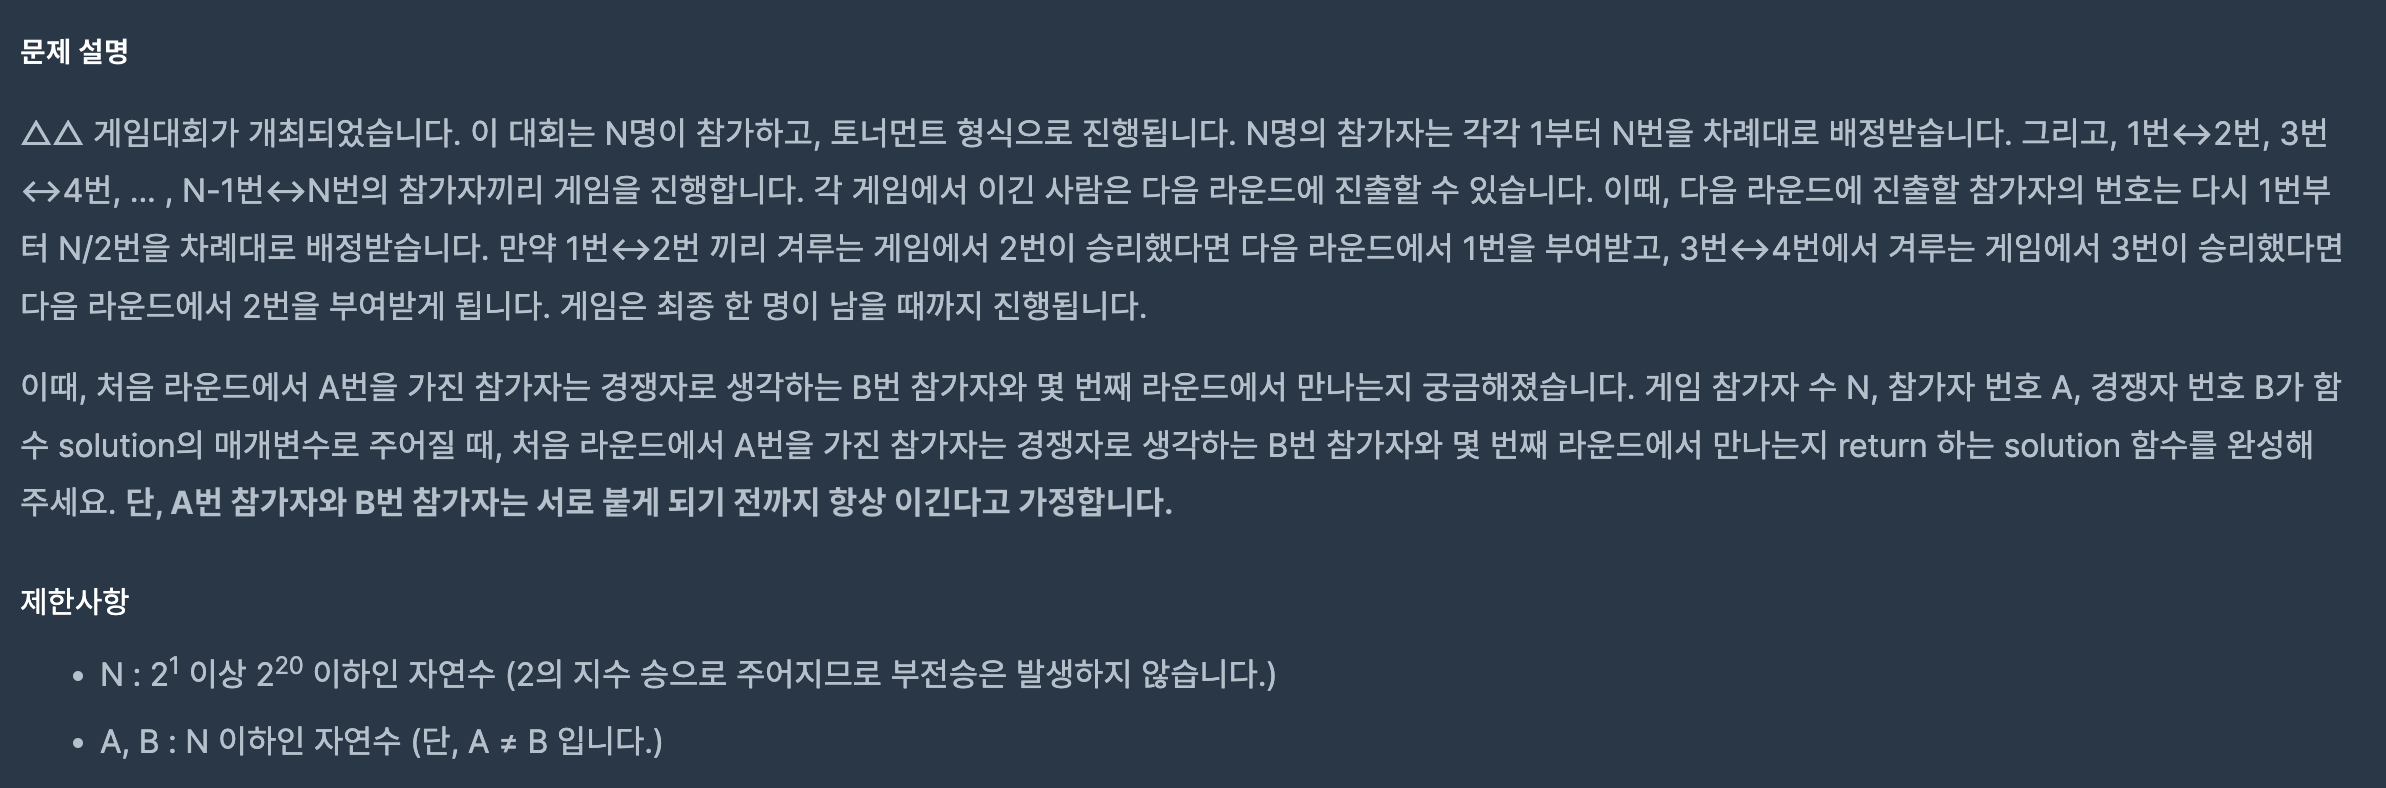 문제 설명
△△ 게임대회가 개최되었습니다. 이 대회는 N명이 참가하고, 토너먼트 형식으로 진행됩니다. N명의 참가자는 각각 1부터 N번을 차례대로 배정받습니다. 그리고, 1번↔2번, 3번
↔4번, ... , N-1번↔N번의 참가자끼리 게임을 진행합니다. 각 게임에서 이긴 사람은 다음 라운드에 진출할 수 있습니다. 이때, 다음 라운드에 진출할 참가자의 번호는 다시 1번부
터 N/2번을 차례대로 배정받습니다. 만약 1번↔2번 끼리 겨루는 게임에서 2번이 승리했다면 다음 라운드에서 1번을 부여받고, 3번↔4번에서 겨루는 게임에서 3번이 승리했다면
다음 라운드에서 2번을 부여받게 됩니다. 게임은 최종 한 명이 남을 때까지 진행됩니다.
이때, 처음 라운드에서 A번을 가진 참가자는 경쟁자로 생각하는 B번 참가자와 몇 번째 라운드에서 만나는지 궁금해졌습니다. 게임 참가자 수 N, 참가자 번호 A, 경쟁자 번호 B가 함
수 solution의 매개변수로 주어질 때, 처음 라운드에서 A번을 가진 참가자는 경쟁자로 생각하는 B번 참가자와 몇 번째 라운드에서 만나는지 return 하는 solution 함수를 완성해
주세요. 단, A번 참가자와 B번 참가자는 서로 붙게 되기 전까지 항상 이긴다고 가정합니다.
제한사항
• N : 2¹ 이상 2²⁰ 이하인 자연수 (2의 지수 승으로 주어지므로 부전승은 발생하지 않습니다.)
• A, B : N 이하인 자연수 (단, A ≠ B 입니다.)